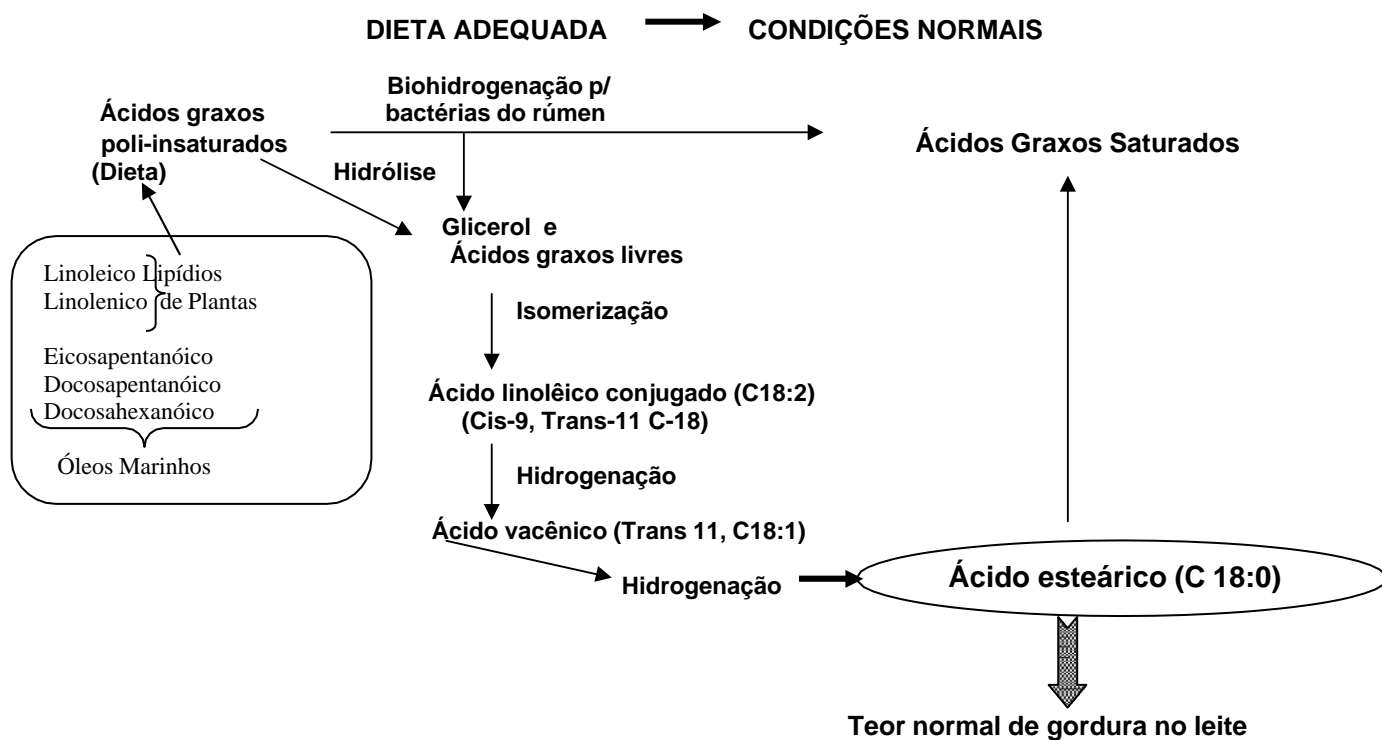 DIETA ADEQUADA CONDIÇÕES NORMAIS
Biohidrogenação p/
bactérias do rúmen
Ácidos graxos
poli-insaturados
(Dieta)
Ácidos Graxos Saturados
Hidrólise
Glicerol e
Ácidos graxos livres
Linoleico Lipídios
Linolenico de Plantas
Eicosapentanóico
Docosapentanóico
Docosahexanóico
Óleos Marinhos
Isomerização
Ácido linolêico conjugado (C18:2)
(Cis-9, Trans-11 C-18)
Hidrogenação
Ácido vacênico (Trans 11, C18:1)
Hidrogenação
Ácido esteárico (C 18:0)
Teor normal de gordura no leite